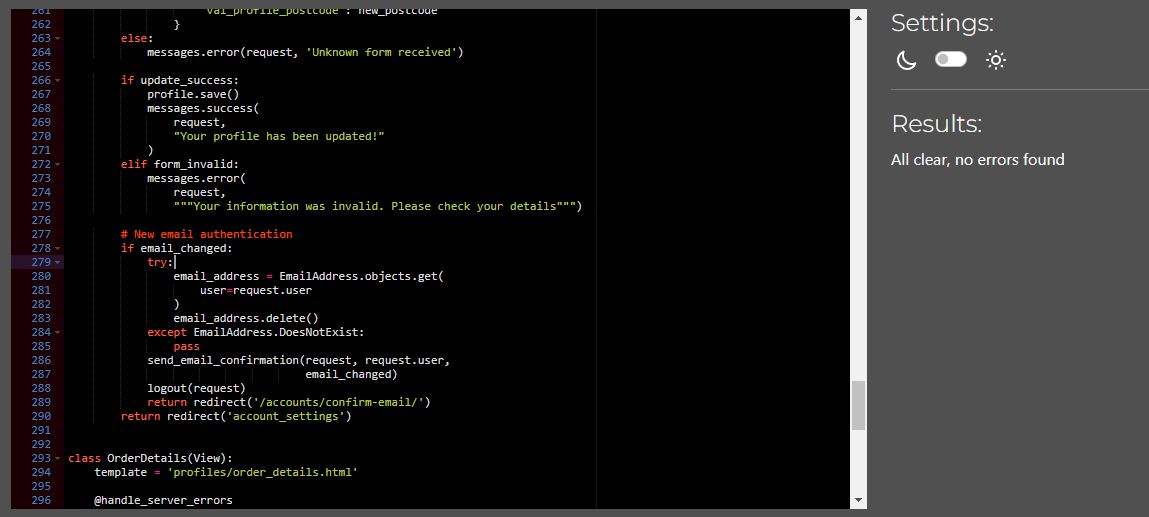 261 'val_profile_postcode': new_postcode
262 }
263 else:
264 messages.error(request, 'Unknown form received')
265
266 if update_success:
267 profile.save()
268 messages.success(
269 request,
270 "Your profile has been updated!"
271 )
272 elif form_invalid:
273 messages.error(
274 request,
275 """Your information was invalid. Please check your details""")
276
277 # New email authentication
278 if email_changed:
279 try:
280 email_address = EmailAddress.objects.get(
281 user=request.user
282 )
283 email_address.delete()
284 except EmailAddress.DoesNotExist:
285 pass
286 send_email_confirmation(request, request.user,
287 email_changed)
288 logout(request)
289 return redirect('/accounts/confirm-email/')
290 return redirect('account_settings')
291
292
293 class OrderDetails(View):
294 template = 'profiles/order_details.html'
295
296 @handle_server_errors
Settings:
Results:
All clear, no errors found